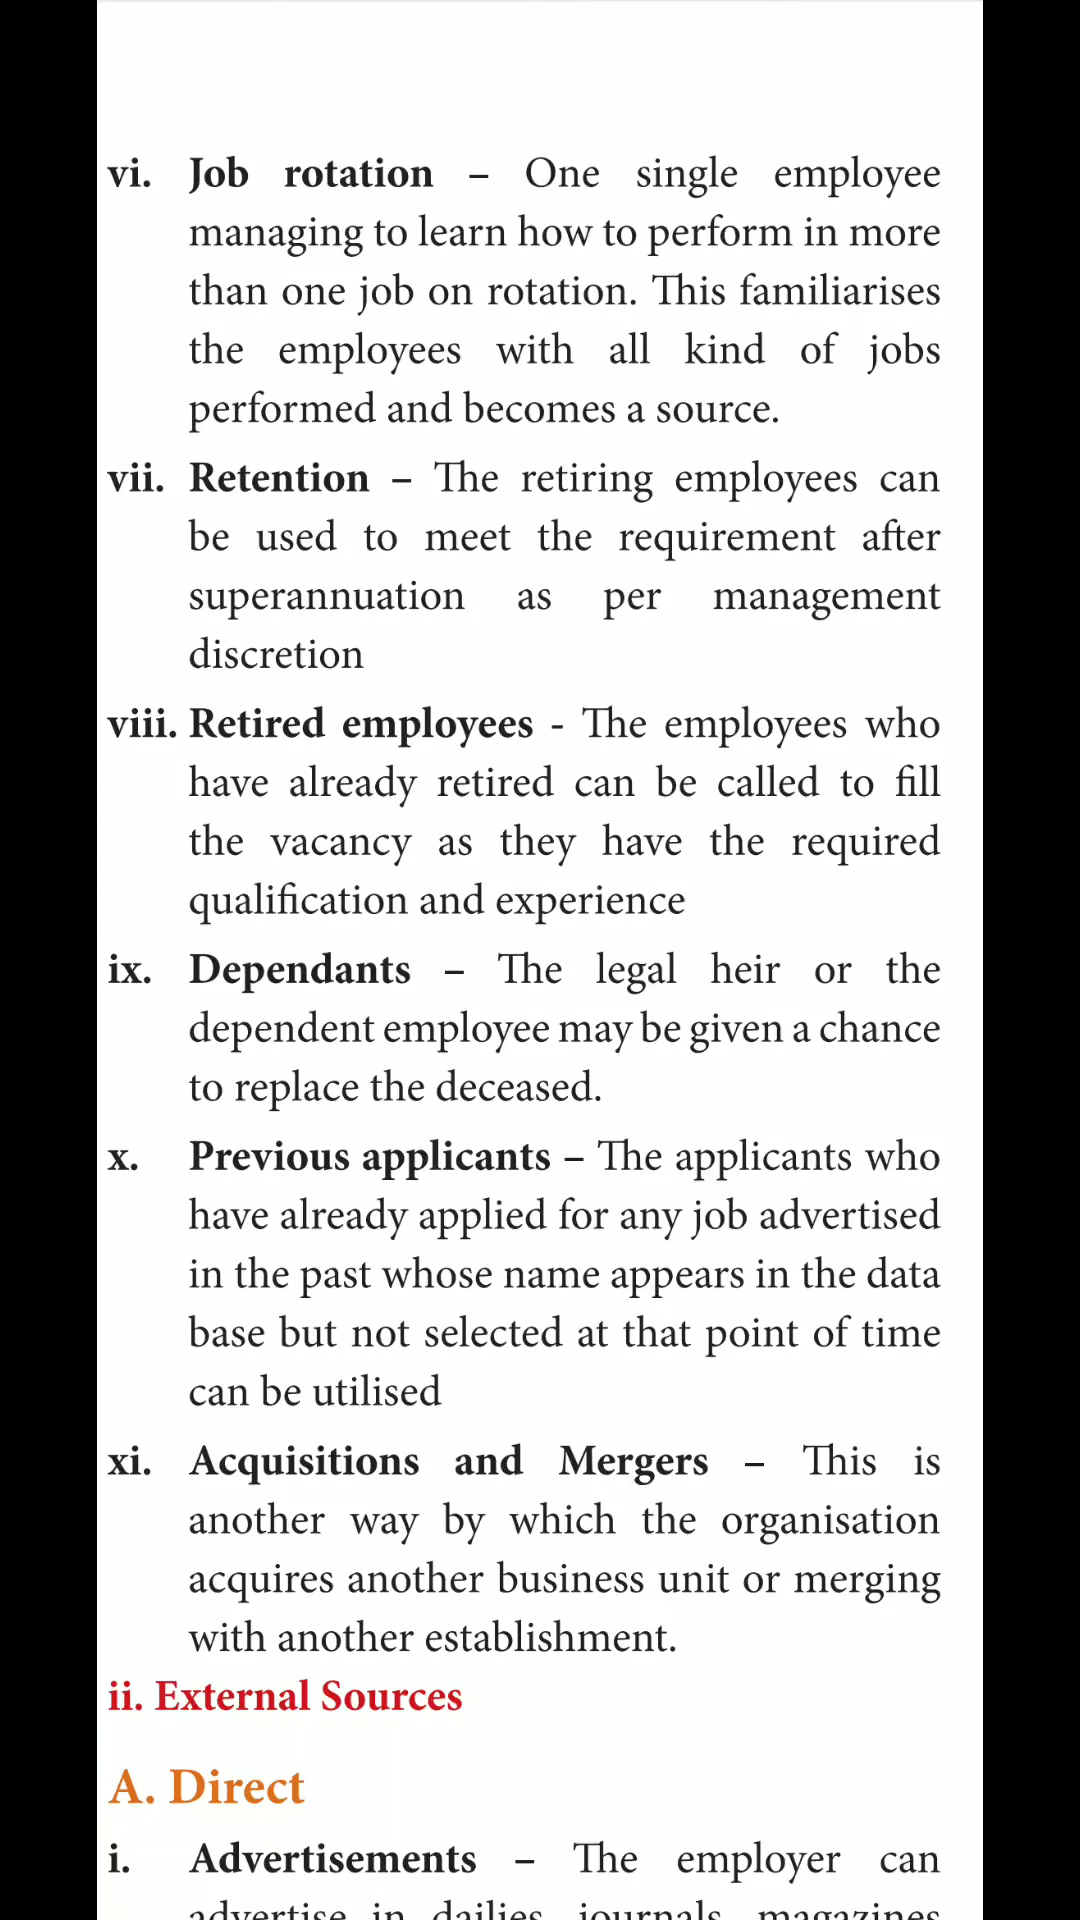 vi. Job rotation – One single employee
managing to learn how to perform in more
than one job on rotation. This familiarises
the employees with all kind of jobs
performed and becomes a source.
vii. Retention – The retiring employees can
be used to meet the requirement after
superannuation as per management
discretion
viii. Retired employees - The employees who
have already retired can be called to fill
the vacancy as they have the required
qualification and experience
ix. Dependants – The legal heir or the
dependent employee may be given a chance
to replace the deceased.
x. Previous applicants – The applicants who
have already applied for any job advertised
in the past whose name appears in the data
base but not selected at that point of time
can be utilised
xi. Acquisitions and Mergers – This is
another way by which the organisation
acquires another business unit or merging
with another establishment.
ii. External Sources
A. Direct
i. Advertisements – The employer can
advertise in dailies, journals, magazines